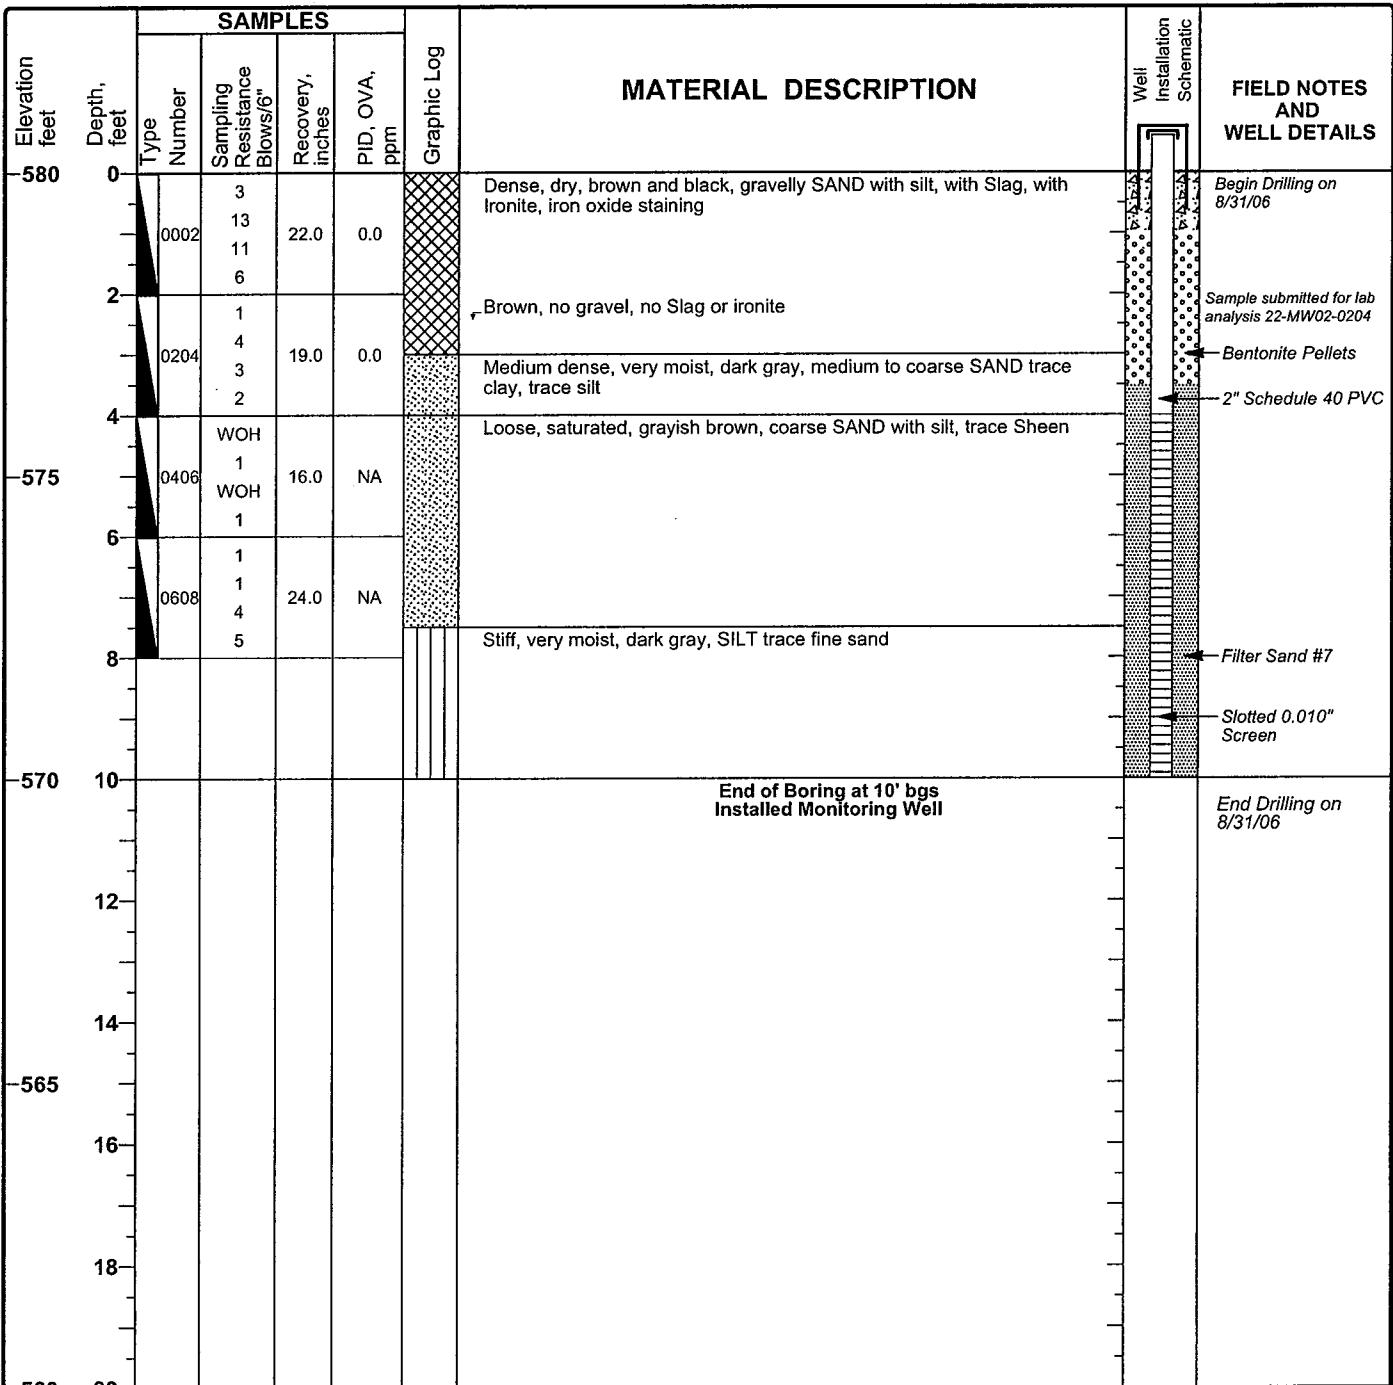 SAMPLES
Elevation
feet
Depth,
feet
Type
Number
Sampling
Resistance
Blows/6"
Recovery,
inches
PID, OVA,
ppm
Graphic Log
MATERIAL DESCRIPTION
Well
Installation
Schematic
FIELD NOTES
AND
WELL DETAILS
580
0
3
13
11
6
0002
22.0
0.0
Dense, dry, brown and black, gravelly SAND with silt, with Slag, with
Ironite, iron oxide staining
Begin Drilling on
8/31/06
2
1
4
3
2
0204
19.0
0.0
Brown, no gravel, no Slag or ironite
Sample submitted for lab
analysis 22-MW02-0204
Bentonite Pellets
Medium dense, very moist, dark gray, medium to coarse SAND trace
clay, trace silt
2" Schedule 40 PVC
4
WOH
1
WOH
1
0406
16.0
NA
Loose, saturated, grayish brown, coarse SAND with silt, trace Sheen
575
6
1
1
4
5
0608
24.0
NA
Stiff, very moist, dark gray, SILT trace fine sand
8
Filter Sand #7
Slotted 0.010"
Screen
570
10
End of Boring at 10' bgs
Installed Monitoring Well
End Drilling on
8/31/06
12
14
565
16
18